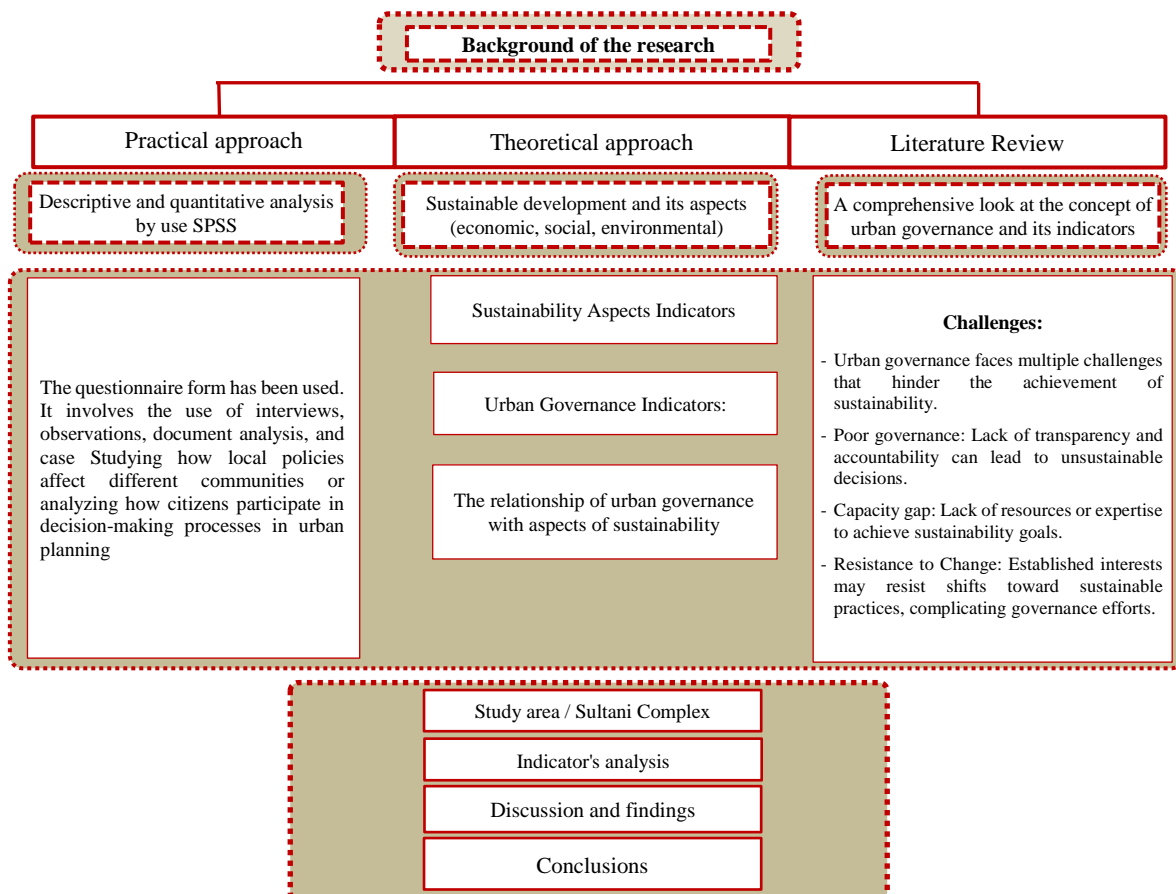 Background of the research
Practical approach
Theoretical approach
Literature Review
Descriptive and quantitative analysis
by use SPSS
Sustainable development and its aspects
(economic, social, environmental)
A comprehensive look at the concept of
urban governance and its indicators
The questionnaire form has been used.
It involves the use of interviews,
observations, document analysis, and
case Studying how local policies
affect different communities or
analyzing how citizens participate in
decision-making processes in urban
planning
Sustainability Aspects Indicators
Urban Governance Indicators:
The relationship of urban governance
with aspects of sustainability
Challenges:
- Urban governance faces multiple challenges
that hinder the achievement of
sustainability.
- Poor governance: Lack of transparency and
accountability can lead to unsustainable
decisions.
- Capacity gap: Lack of resources or expertise
to achieve sustainability goals.
- Resistance to Change: Established interests
may resist shifts toward sustainable
practices, complicating governance efforts.
Study area / Sultani Complex
Indicator's analysis
Discussion and findings
Conclusions